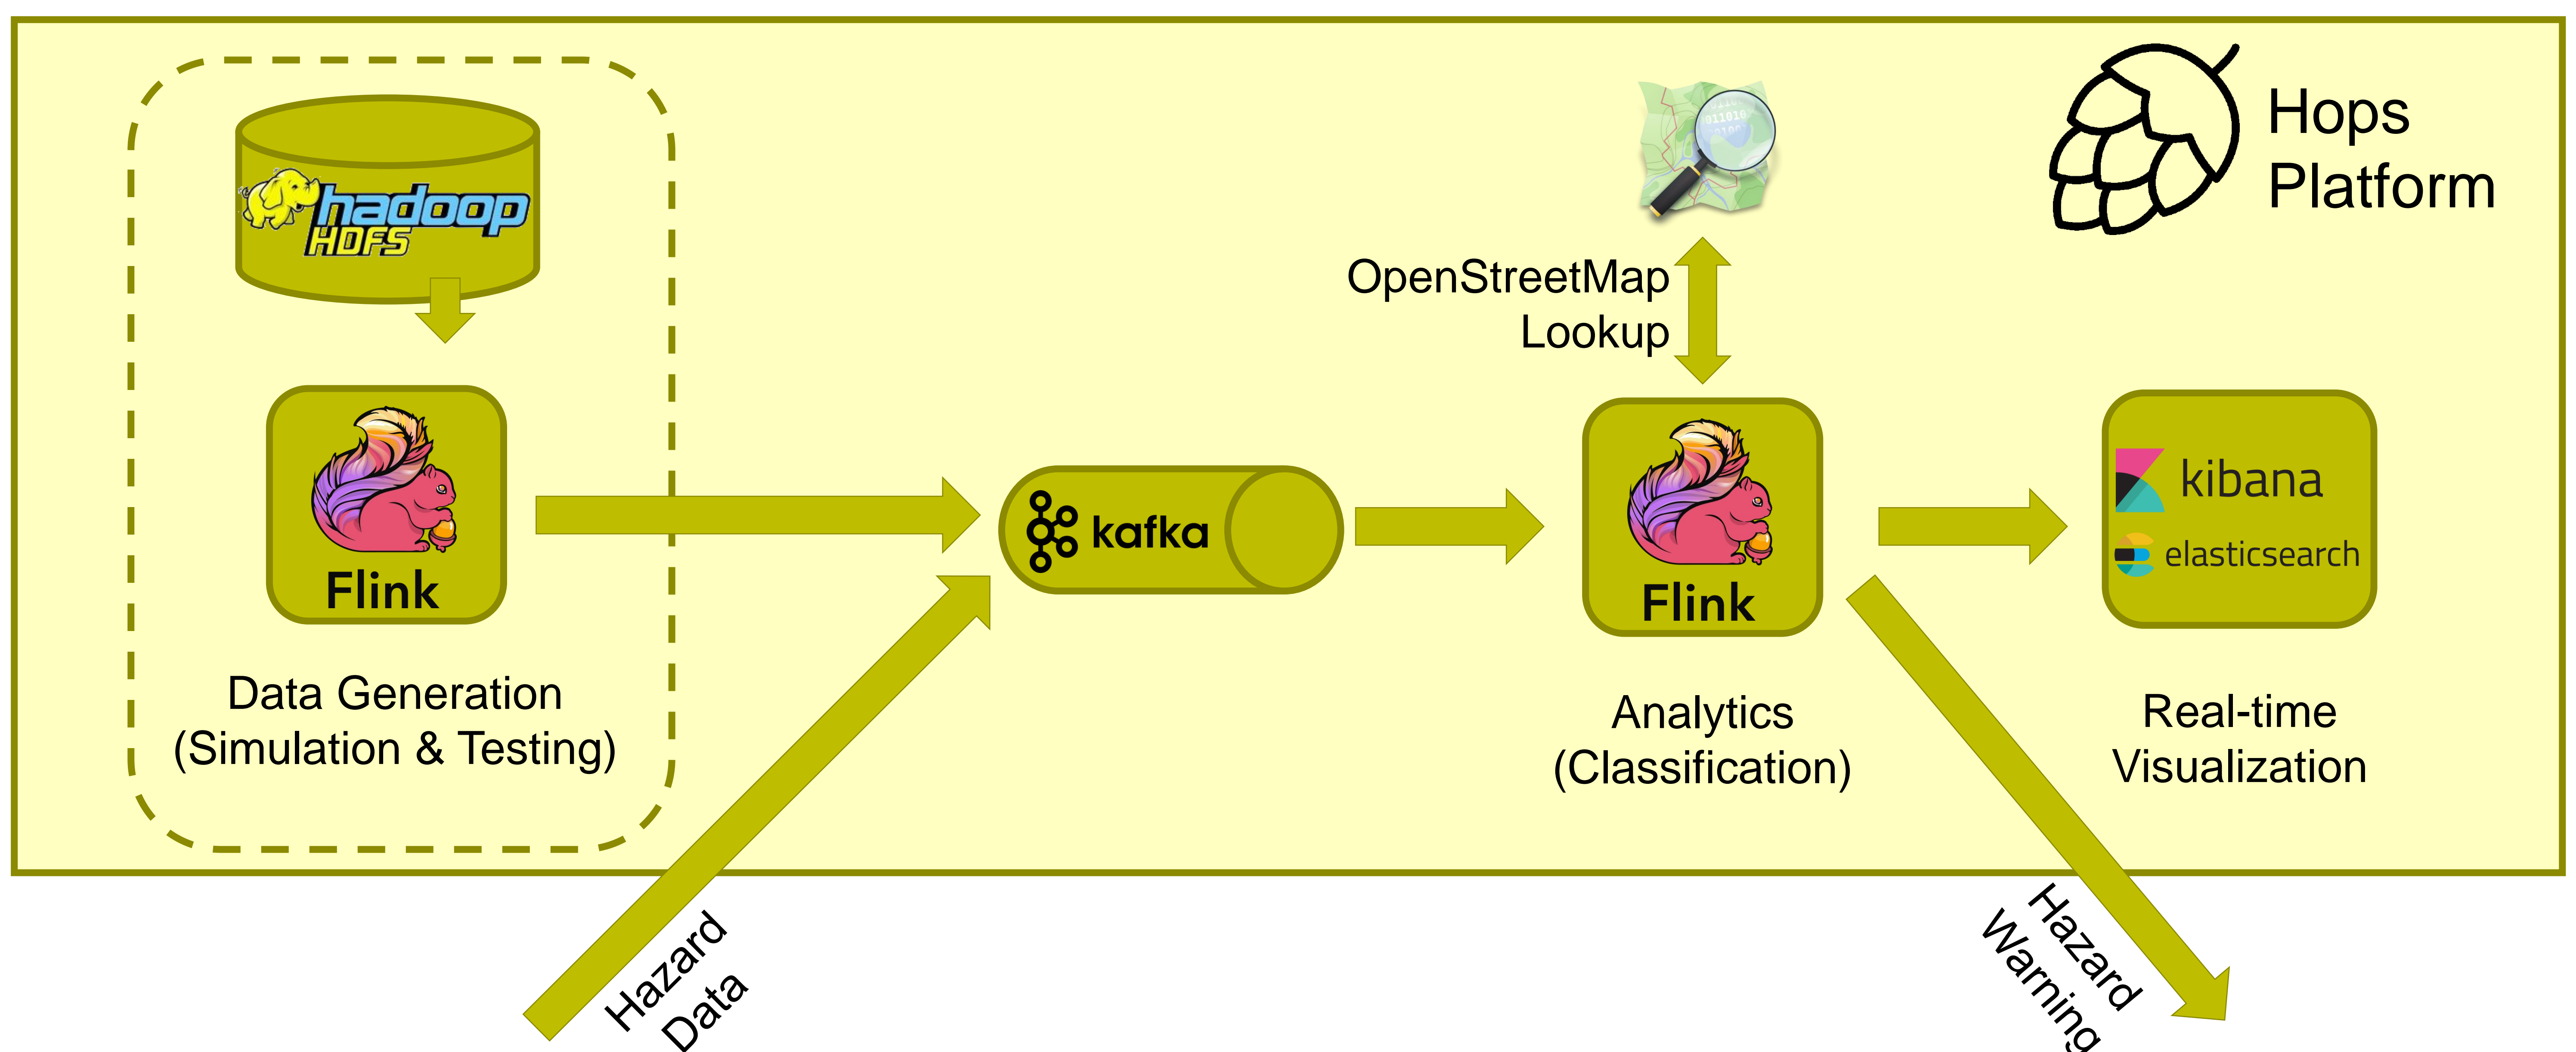 hadoop
HDFS
Flink
Data Generation
(Simulation & Testing)
kafka
OpenStreetMap
Lookup
Flink
Analytics
(Classification)
Hops
Platform
kibana
elasticsearch
Real-time
Visualization
Hazard
Data
Hazard
Warning